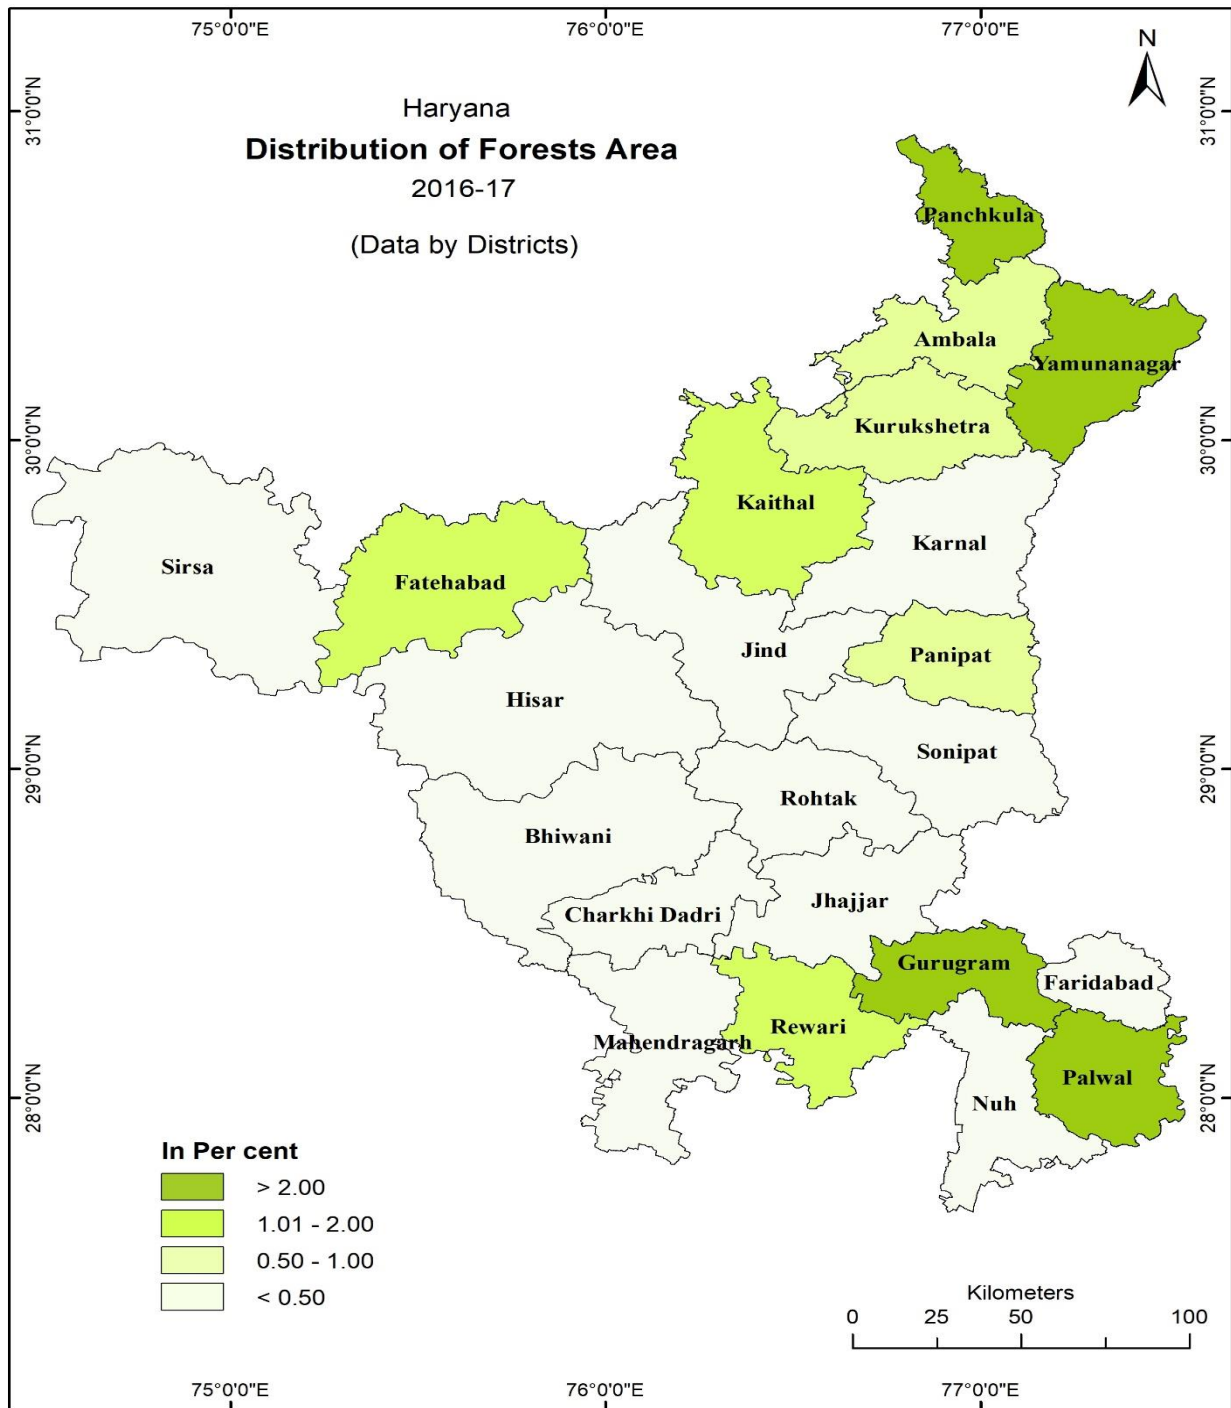 75°0'0"E 76°0'0"E 77°0'0"E
N
31°0'0"N 31°0'0"N
Haryana
Distribution of Forests Area
2016-17
(Data by Districts)
Panchkula
Ambala
Yamunanagar
Kurukshetra
30°0'0"N 30°0'0"N
Kaithal
Karnal
Sirsa
Fatehabad
Jind
Panipat
Hisar
Sonipat
29°0'0"N 29°0'0"N
Rohtak
Bhiwani
Jhajjar
Charkhi Dadri
Gurugram
Faridabad
Rewari
Mahendragarh
Palwal
Nuh
28°0'0"N 28°0'0"N
In Per cent
> 2.00
1.01 - 2.00
0.50 - 1.00
< 0.50
Kilometers
0 25 50 100
75°0'0"E 76°0'0"E 77°0'0"E